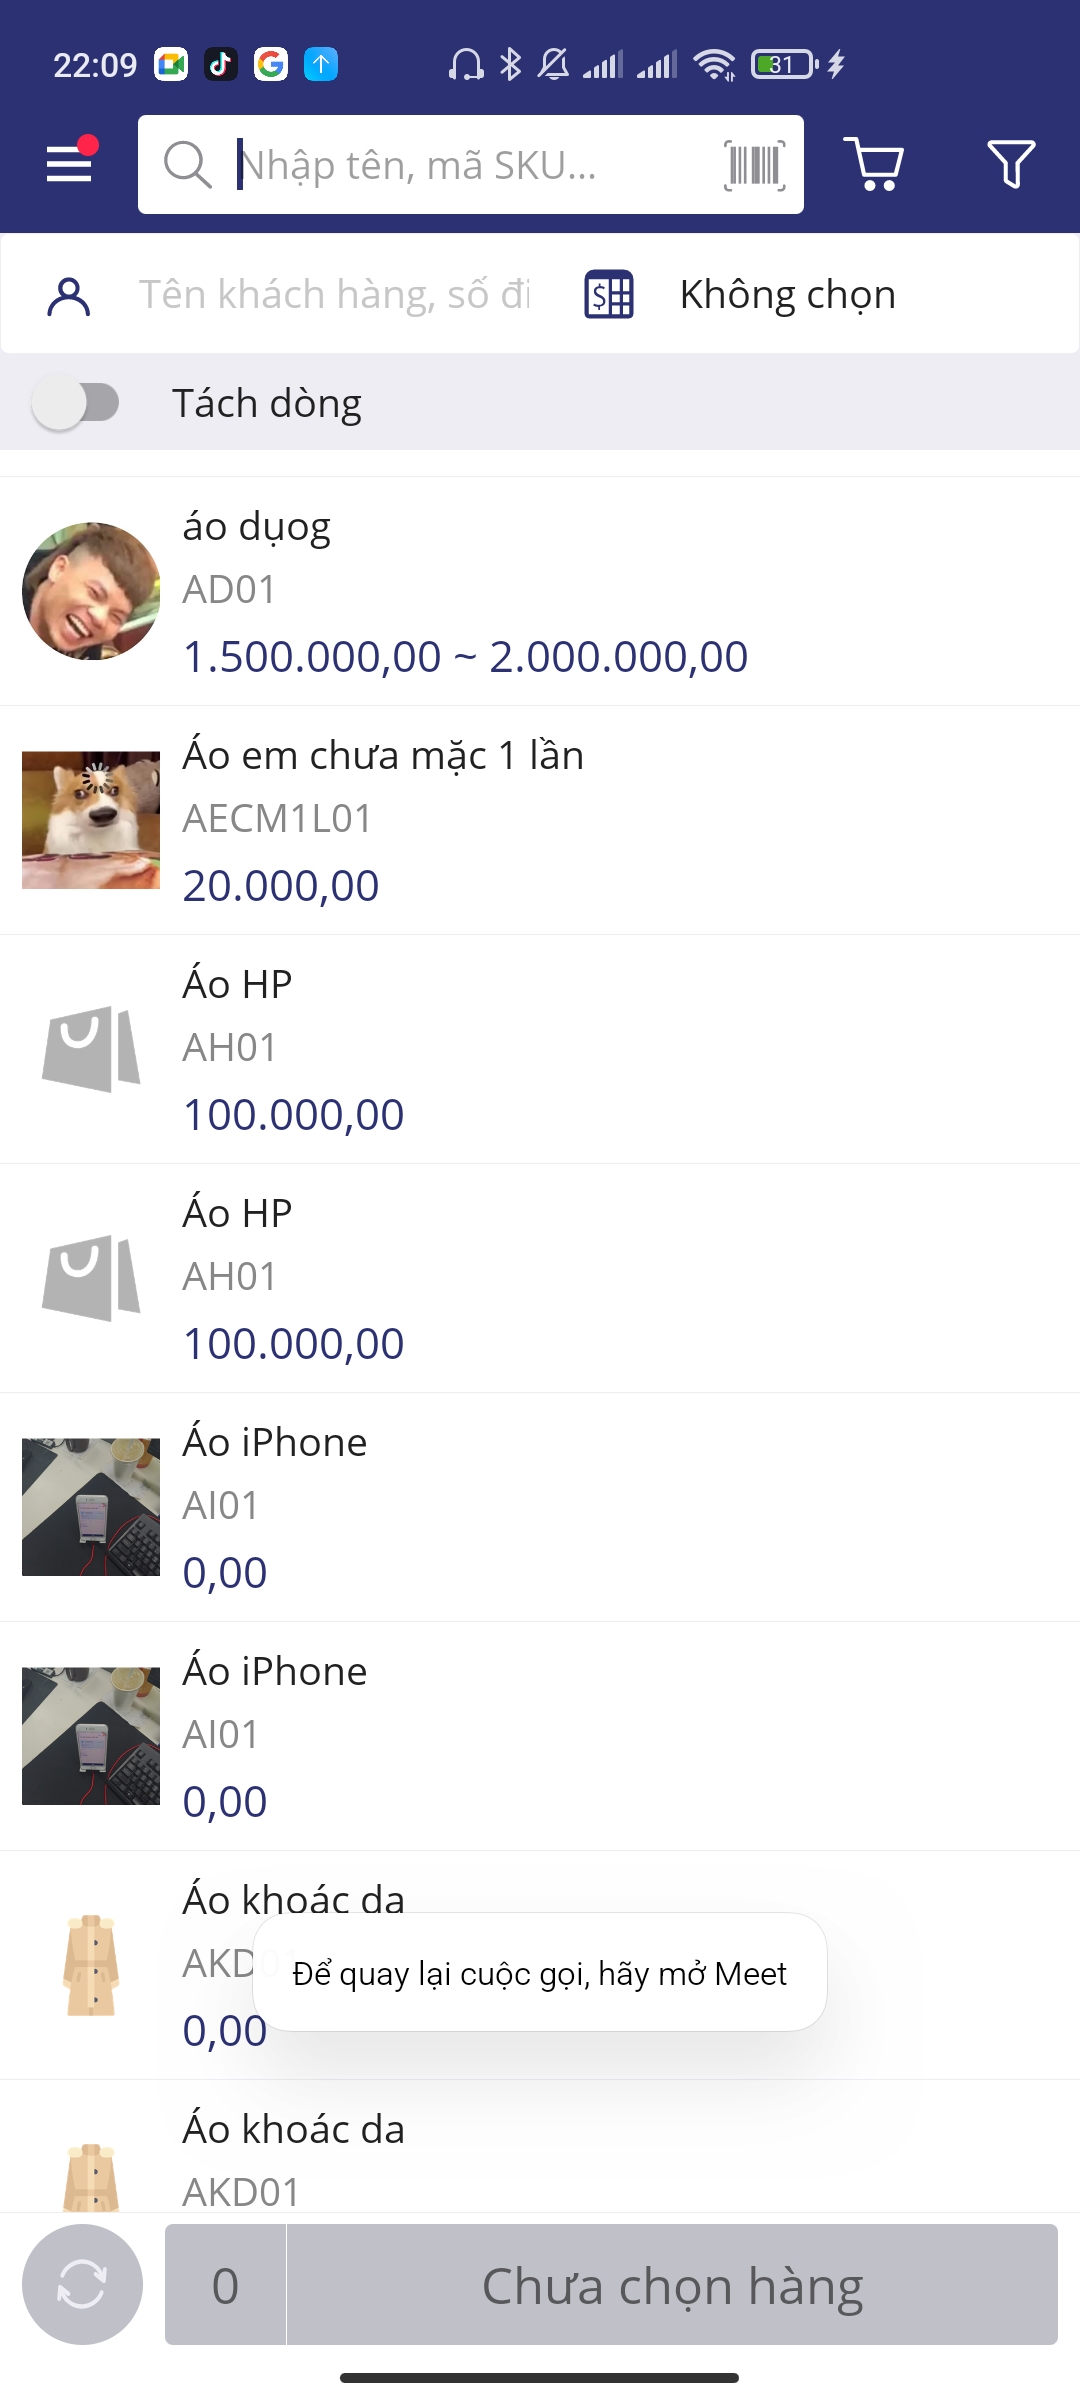 22:09
31
Nhập tên, mã SKU...
Tên khách hàng, số đi
Không chọn
Tách dòng
áo dụog
AD01
1.500.000,00 ~ 2.000.000,00
Áo em chưa mặc 1 lần
AECM1L01
20.000,00
Áo HP
AH01
100.000,00
Áo HP
AH01
100.000,00
Áo iPhone
AI01
0,00
Áo iPhone
AI01
0,00
Áo khoác da
AKD01
Để quay lại cuộc gọi, hãy mở Meet
0,00
Áo khoác da
AKD01
0
Chưa chọn hàng